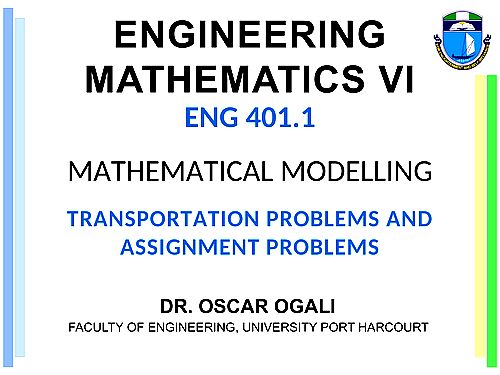 ENGINEERING
MATHEMATICS VI
ENG 401.1
MATHEMATICAL MODELLING
TRANSPORTATION PROBLEMS AND
ASSIGNMENT PROBLEMS
DR. OSCAR OGALI
FACULTY OF ENGINEERING, UNIVERSITY PORT HARCOURT